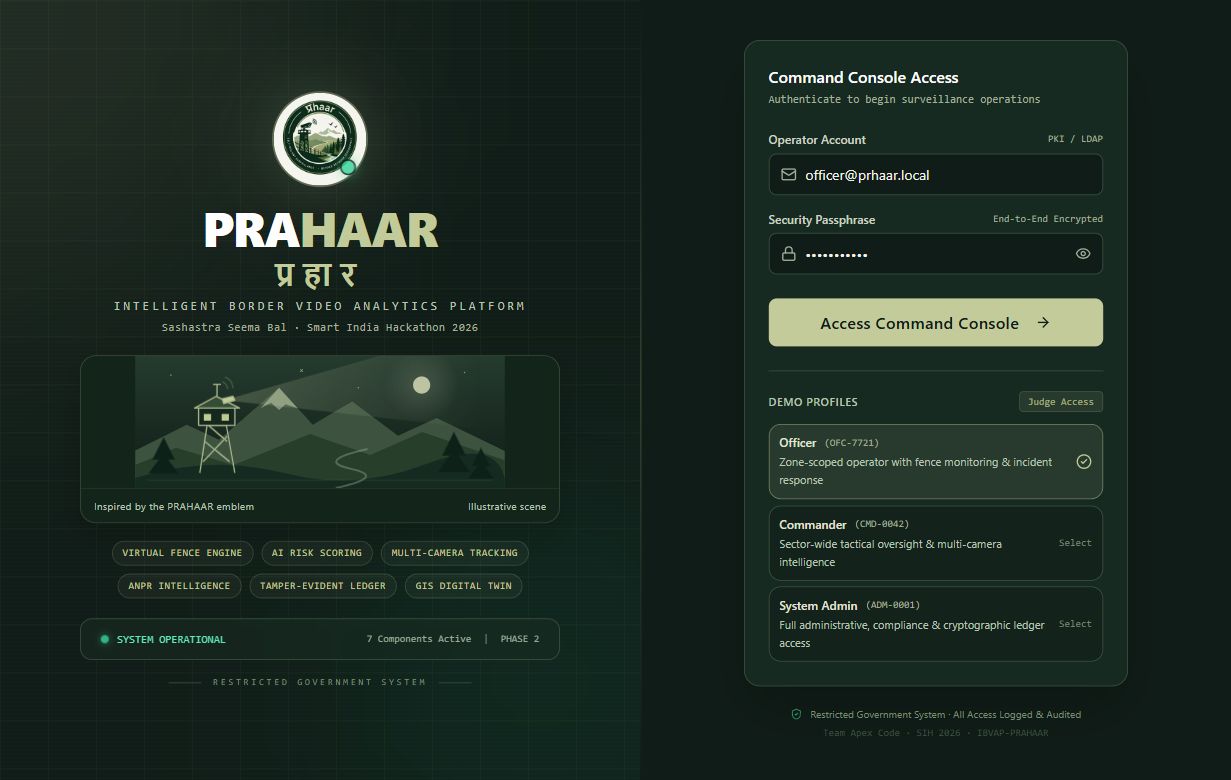 प्रhaar
PRAHAAR
प्रहार
INTELLIGENT BORDER VIDEO ANALYTICS PLATFORM
Sashastra Seema Bal · Smart India Hackathon 2026
Inspired by the PRAHAAR emblem
Illustrative scene
VIRTUAL FENCE ENGINE
AI RISK SCORING
MULTI-CAMERA TRACKING
ANPR INTELLIGENCE
TAMPER-EVIDENT LEDGER
GIS DIGITAL TWIN
SYSTEM OPERATIONAL
7 Components Active | PHASE 2
RESTRICTED GOVERNMENT SYSTEM
Command Console Access
Authenticate to begin surveillance operations
Operator Account
PKI / LDAP
officer@prhaar.local
Security Passphrase
End-to-End Encrypted
•••••••••••
Access Command Console →
DEMO PROFILES
Judge Access
Officer (OFC-7721)
Zone-scoped operator with fence monitoring & incident
response
Commander (CMD-0042)
Sector-wide tactical oversight & multi-camera
intelligence
Select
System Admin (ADM-0001)
Full administrative, compliance & cryptographic ledger
access
Select
Restricted Government System · All Access Logged & Audited
Team Apex Code · SIH 2026 · IBVAP-PRAHAAR